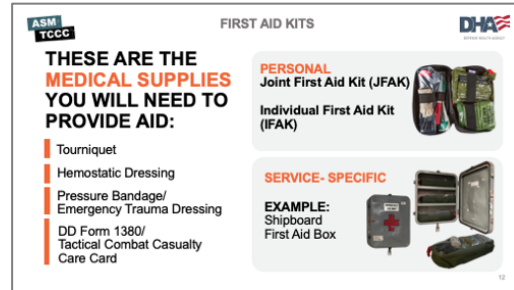 ASM
TCCC
FIRST AID KITS
DHA
THESE ARE THE
MEDICAL SUPPLIES
YOU WILL NEED TO
PROVIDE AID:
Tourniquet
Hemostatic Dressing
Pressure Bandage/
Emergency Trauma Dressing
DD Form 1380/
Tactical Combat Casualty
Care Card
PERSONAL
Joint First Aid Kit (JFAK)
Individual First Aid Kit
(IFAK)
SERVICE- SPECIFIC
EXAMPLE:
Shipboard
First Aid Box
12